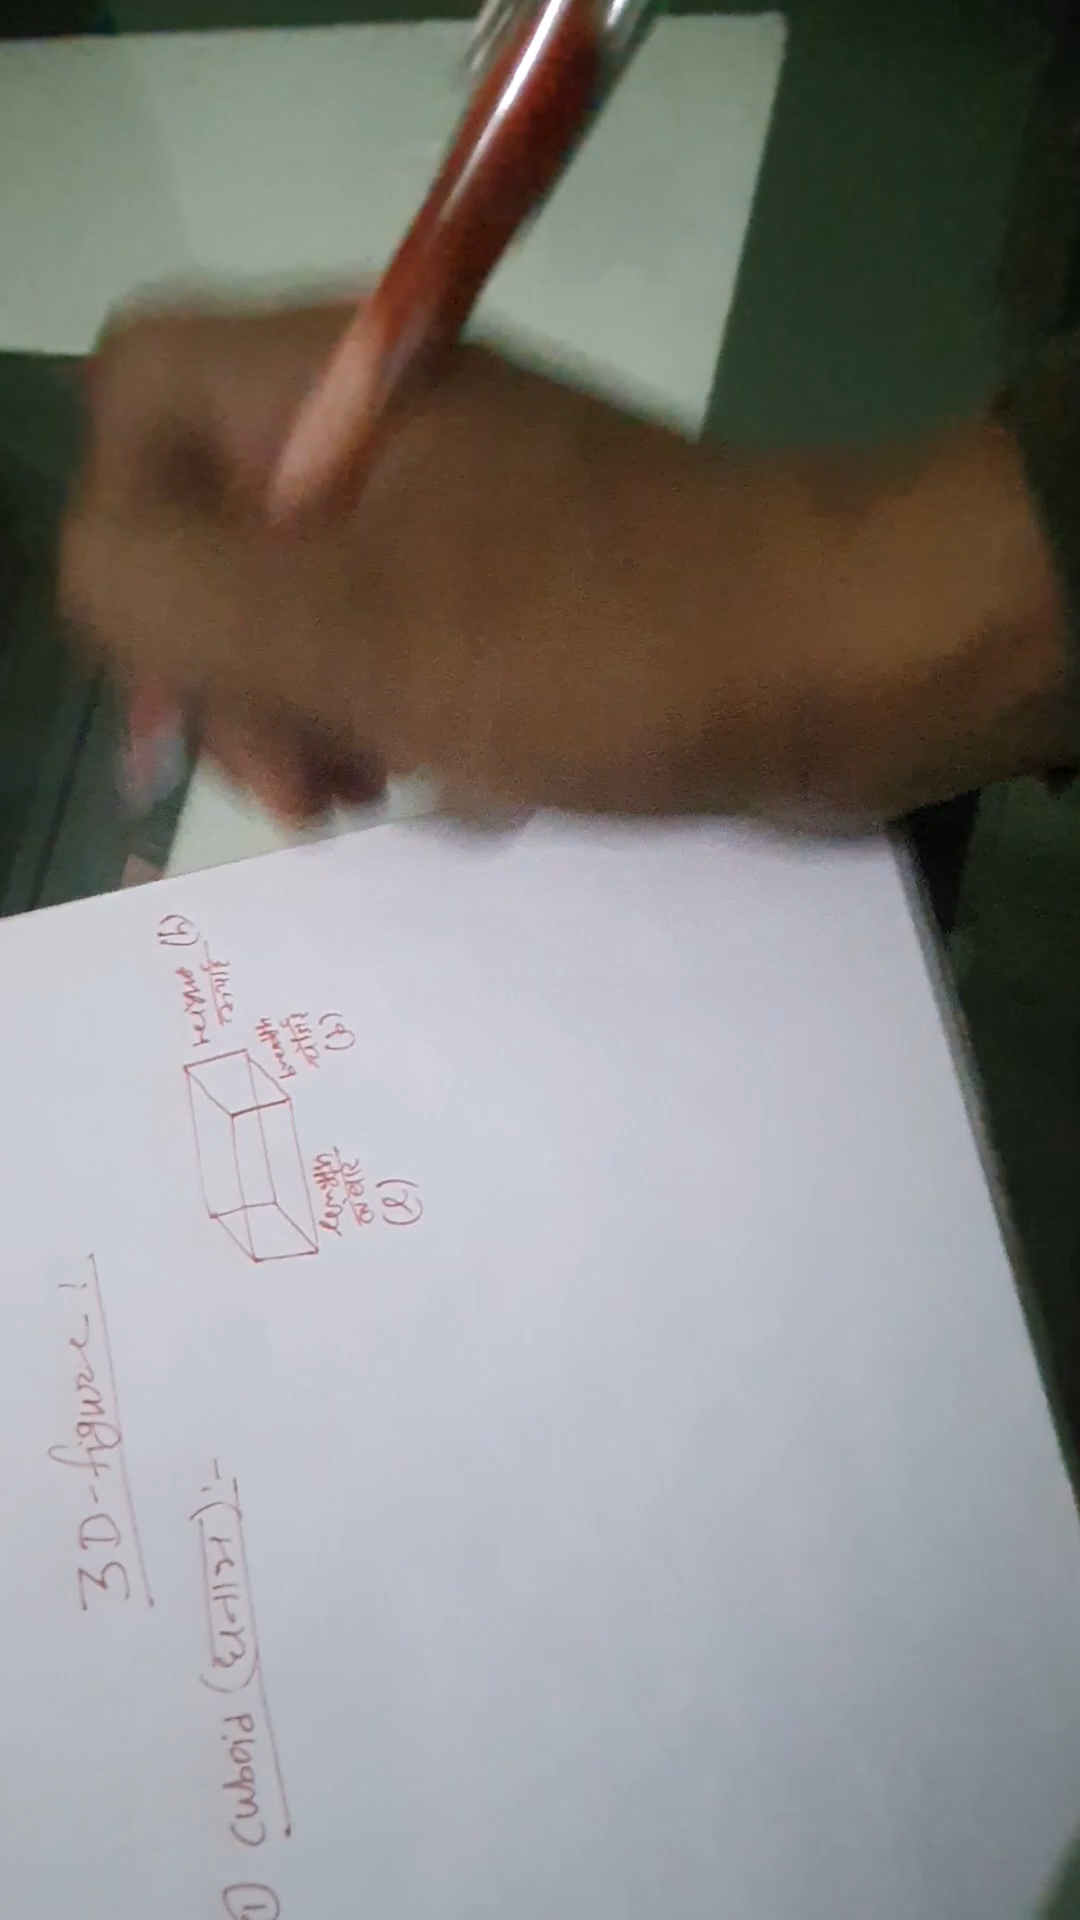 3D-figure!
① Cuboid (घनाभ):-
height (h)
ऊंचाई
breadth
चौड़ाई
(b)
length
लंबाई
(l)